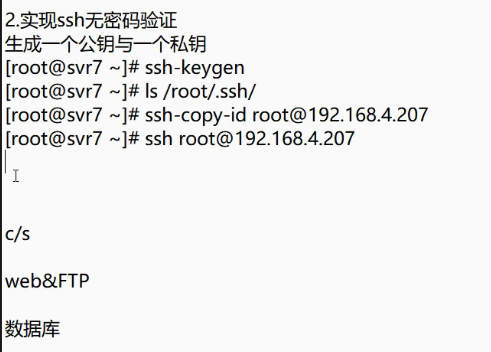 2.实现ssh无密码验证
生成一个公钥与一个私钥
[root@svr7 ~]# ssh-keygen
[root@svr7 ~]# ls /root/.ssh/
[root@svr7 ~]# ssh-copy-id root@192.168.4.207
[root@svr7 ~]# ssh root@192.168.4.207
c/s
web&FTP
数据库